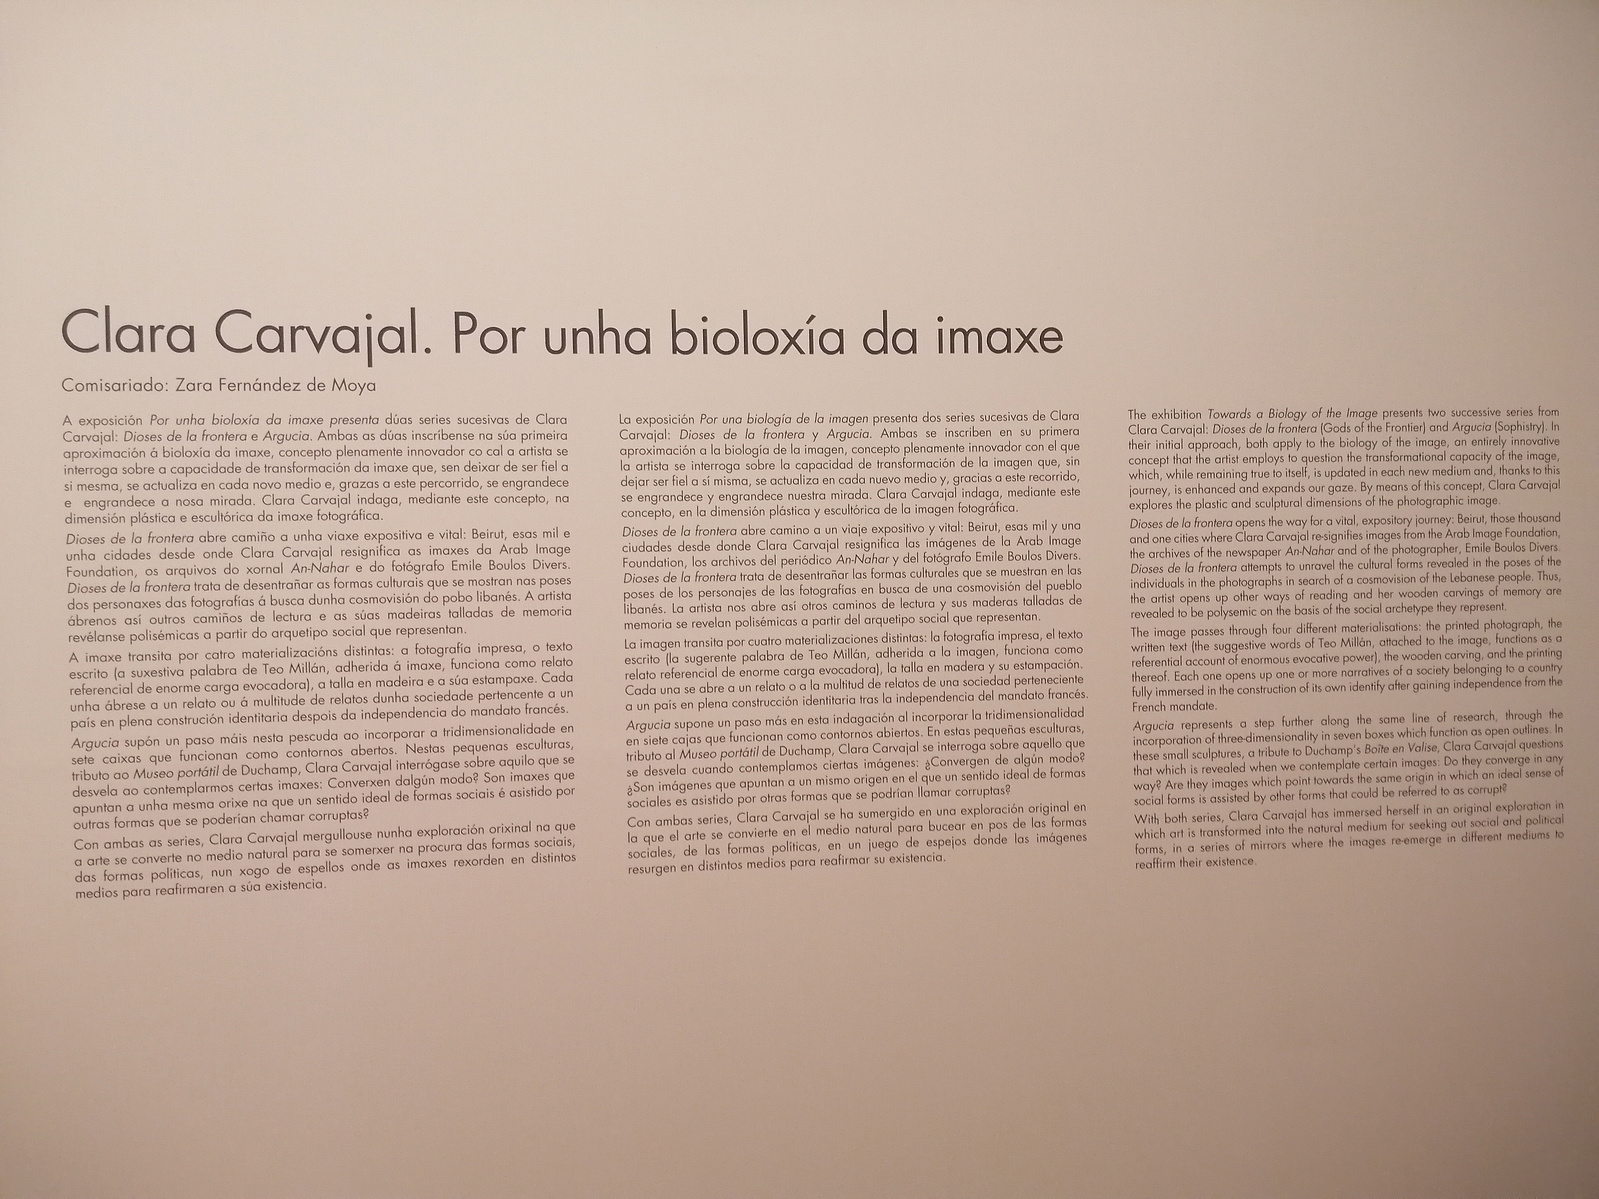 Clara Carvajal. Por unha bioloxía da imaxe
Comisariado: Zara Fernández de Moya
A exposición Por unha bioloxía da imaxe presenta dúas series sucesivas de Clara
Carvajal: Dioses de la frontera e Argucia. Ambas as dúas inscríbense na súa primeira
aproximación á bioloxía da imaxe, concepto plenamente innovador co cal a artista se
interroga sobre a capacidade de transformación da imaxe que, sen deixar de ser fiel a
si mesma, se actualiza en cada novo medio e, grazas a este percorrido, se engrandece
e engrandece a nosa mirada. Clara Carvajal indaga, mediante este concepto, na
dimensión plástica e escultórica da imaxe fotográfica.
Dioses de la frontera abre camiño a unha viaxe expositiva e vital: Beirut, esas mil e
unha cidades desde onde Clara Carvajal resignifica as imaxes da Arab Image
Foundation, os arquivos do xornal An-Nahar e do fotógrafo Emile Boulos Divers.
Dioses de la frontera trata de desentrañar as formas culturais que se mostran nas poses
dos personaxes das fotografías á busca dunha cosmovisión do pobo libanés. A artista
ábrenos así outros camiños de lectura e as súas madeiras talladas de memoria
revélanse polisémicas a partir do arquetipo social que representan.
A imaxe transita por catro materializacións distintas: a fotografía impresa, o texto
escrito (a suxestiva palabra de Teo Millán, adherida á imaxe, funciona como relato
referencial de enorme carga evocadora), a talla en madeira e a súa estampaxe. Cada
unha ábrese a un relato ou á multitude de relatos dunha sociedade pertencente a un
país en plena construción identitaria despois da independencia do mandato francés.
Argucia supón un paso máis nesta pescuda ao incorporar a tridimensionalidade en
sete caixas que funcionan como contornos abertos. Nestas pequenas esculturas,
tributo ao Museo portátil de Duchamp, Clara Carvajal interrógase sobre aquilo que se
desvela ao contemplarmos certas imaxes: Converxen dalgún modo? Son imaxes que
apuntan a unha mesma orixe na que un sentido ideal de formas sociais é asistido por
outras formas que se poderían chamar corruptas?
Con ambas as series, Clara Carvajal mergullouse nunha exploración orixinal na que
a arte se converte no medio natural para se somerxer na procura das formas sociais,
das formas políticas, nun xogo de espellos onde as imaxes rexorden en distintos
medios para reafirmaren a súa existencia.
La exposición Por una biología de la imagen presenta dos series sucesivas de Clara
Carvajal: Dioses de la frontera y Argucia. Ambas se inscriben en su primera
aproximación a la biología de la imagen, concepto plenamente innovador con el que
la artista se interroga sobre la capacidad de transformación de la imagen que, sin
dejar ser fiel a sí misma, se actualiza en cada nuevo medio y, gracias a este recorrido,
se engrandece y engrandece nuestra mirada. Clara Carvajal indaga, mediante este
concepto, en la dimensión plástica y escultórica de la imagen fotográfica.
Dioses de la frontera abre camino a un viaje expositivo y vital: Beirut, esas mil y una
ciudades desde donde Clara Carvajal resignifica las imágenes de la Arab Image
Foundation, los archivos del periódico An-Nahar y del fotógrafo Emile Boulos Divers.
Dioses de la frontera trata de desentrañar las formas culturales que se muestran en las
poses de los personajes de las fotografías en busca de una cosmovisión del pueblo
libanés. La artista nos abre así otros caminos de lectura y sus maderas talladas de
memoria se revelan polisémicas a partir del arquetipo social que representan.
La imagen transita por cuatro materializaciones distintas: la fotografía impresa, el texto
escrito (la sugerente palabra de Teo Millán, adherida a la imagen, funciona como
relato referencial de enorme carga evocadora), la talla en madera y su estampación.
Cada una se abre a un relato o a la multitud de relatos de una sociedad perteneciente
a un país en plena construcción identitaria tras la independencia del mandato francés.
Argucia supone un paso más en esta indagación al incorporar la tridimensionalidad
en siete cajas que funcionan como contornos abiertos. En estas pequeñas esculturas,
tributo al Museo portátil de Duchamp, Clara Carvajal se interroga sobre aquello que
se desvela cuando contemplamos ciertas imágenes: ¿Convergen de algún modo?
¿Son imágenes que apuntan a un mismo origen en el que un sentido ideal de formas
sociales es asistido por otras formas que se podrían llamar corruptas?
Con ambas series, Clara Carvajal se ha sumergido en una exploración original en
la que el arte se convierte en el medio natural para bucear en pos de las formas
sociales, de las formas políticas, en un juego de espejos donde las imágenes
resurgen en distintos medios para reafirmar su existencia.
The exhibition Towards a Biology of the Image presents two successive series from
Clara Carvajal: Dioses de la frontera (Gods of the Frontier) and Argucia (Sophistry). In
their initial approach, both apply to the biology of the image, an entirely innovative
concept that the artist employs to question the transformational capacity of the image,
which, while remaining true to itself, is updated in each new medium and, thanks to this
journey, is enhanced and expands our gaze. By means of this concept, Clara Carvajal
explores the plastic and sculptural dimensions of the photographic image.
Dioses de la frontera opens the way for a vital, expository journey: Beirut, those thousand
and one cities where Clara Carvajal re-signifies images from the Arab Image Foundation,
the archives of the newspaper An-Nahar and of the photographer, Emile Boulos Divers.
Dioses de la frontera attempts to unravel the cultural forms revealed in the poses of the
individuals in the photographs in search of a cosmovision of the Lebanese people. Thus,
the artist opens up other ways of reading and her wooden carvings of memory are
revealed to be polysemic on the basis of the social archetype they represent.
The image passes through four different materialisations: the printed photograph, the
written text (the suggestive words of Teo Millán, attached to the image, functions as a
referential account of enormous evocative power), the wooden carving, and the printing
thereof. Each one opens up one or more narratives of a society belonging to a country
fully immersed in the construction of its own identify after gaining independence from the
French mandate.
Argucia represents a step further along the same line of research, through the
incorporation of three-dimensionality in seven boxes which function as open outlines. In
these small sculptures, a tribute to Duchamp's Boîte en Valise, Clara Carvajal questions
that which is revealed when we contemplate certain images: Do they converge in any
way? Are they images which point towards the same origin in which an ideal sense of
social forms is assisted by other forms that could be referred to as corrupt?
With both series, Clara Carvajal has immersed herself in an original exploration in
which art is transformed into the natural medium for seeking out social and political
forms, in a series of mirrors where the images re-emerge in different mediums to
reaffirm their existence.